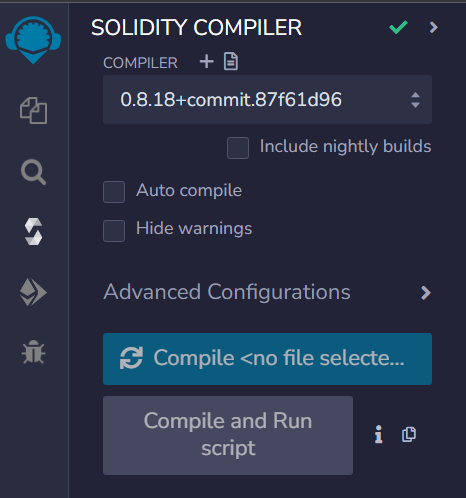 SOLIDITY COMPILER
COMPILER
0.8.18+commit.87f61d96
Include nightly builds
Auto compile
Hide warnings
Advanced Configurations
Compile <no file selecte...
Compile and Run
script